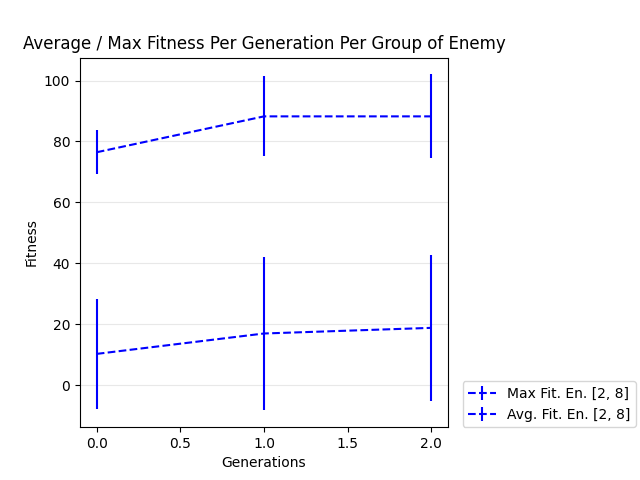 Average / Max Fitness Per Generation Per Group of Enemy
100
80
60
40
20
0
Fitness
0.0 0.5 1.0 1.5 2.0
Generations
Max Fit. En. [2, 8]
Avg. Fit. En. [2, 8]